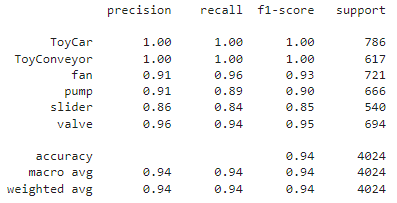 precision recall f1-score support
ToyCar 1.00 1.00 1.00 786
ToyConveyor 1.00 1.00 1.00 617
fan 0.91 0.96 0.93 721
pump 0.91 0.89 0.90 666
slider 0.86 0.84 0.85 540
valve 0.96 0.94 0.95 694
accuracy 0.94 4024
macro avg 0.94 0.94 0.94 4024
weighted avg 0.94 0.94 0.94 4024